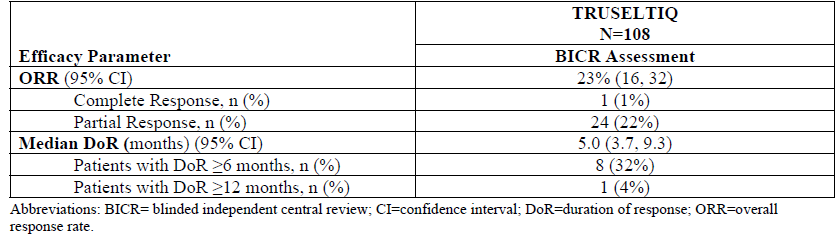 TRUSELTIQ
N=108
Efficacy Parameter BICR Assessment
ORR (95% CI) 23% (16, 32)
Complete Response, n (%) 1 (1%)
Partial Response, n (%) 24 (22%)
Median DoR (months) (95% CI) 5.0 (3.7, 9.3)
Patients with DoR ≥6 months, n (%) 8 (32%)
Patients with DoR ≥12 months, n (%) 1 (4%)
Abbreviations: BICR= blinded independent central review; CI=confidence interval; DoR=duration of response; ORR=overall
response rate.